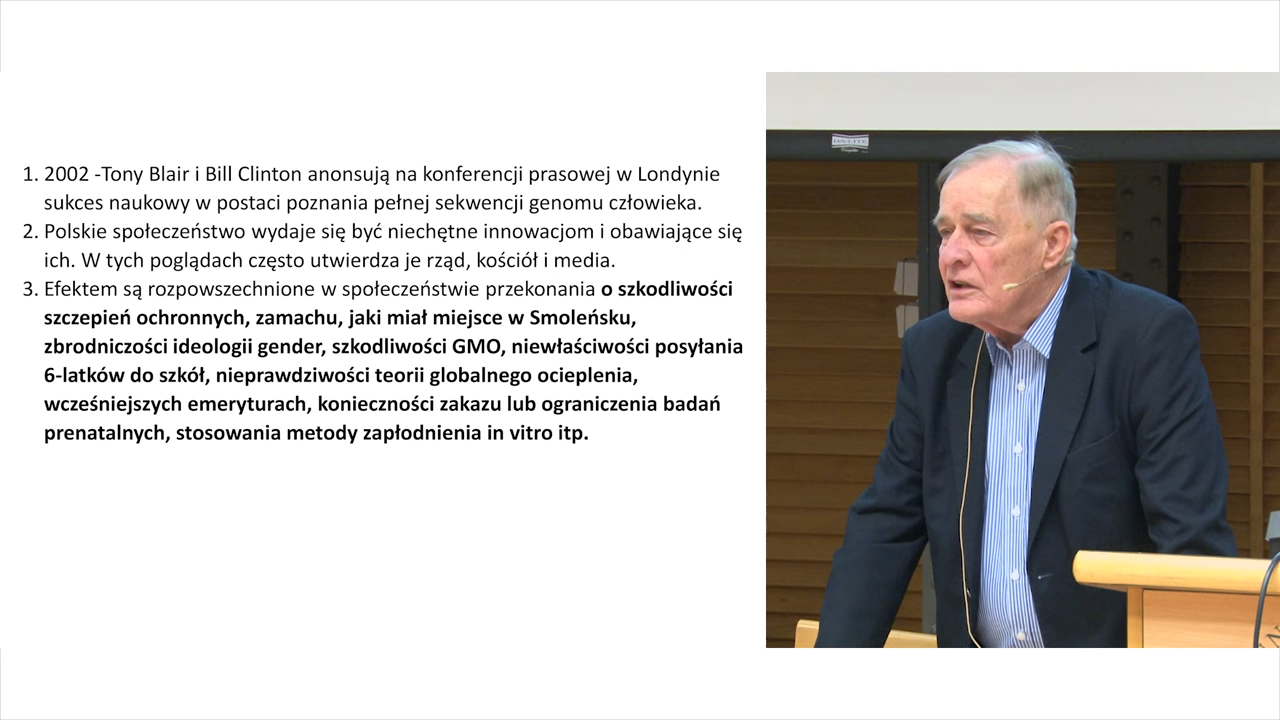 1. 2002 -Tony Blair i Bill Clinton anonsują na konferencji prasowej w Londynie
sukces naukowy w postaci poznania pełnej sekwencji genomu człowieka.
2. Polskie społeczeństwo wydaje się być niechętne innowacjom i obawiające się
ich. W tych poglądach często utwierdza je rząd, kościół i media.
3. Efektem są rozpowszechnione w społeczeństwie przekonania o szkodliwości
szczepień ochronnych, zamachu, jaki miał miejsce w Smoleńsku,
zbrodniczości ideologii gender, szkodliwości GMO, niewłaściwości posyłania
6-latków do szkół, nieprawdziwości teorii globalnego ocieplenia,
wcześniejszych emeryturach, konieczności zakazu lub ograniczenia badań
prenatalnych, stosowania metody zapłodnienia in vitro itp.
DA-LITE